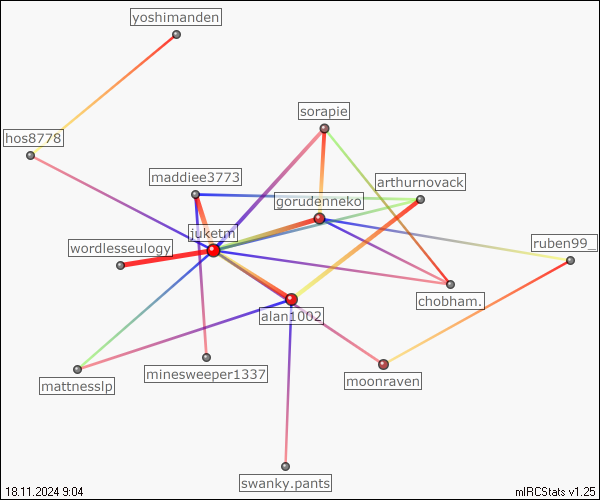 yoshimanden
sorapie
hos8778
maddiee3773
arthurnovack
gorudenneko
juketm
wordlesseulogy
ruben99_
chobham.
alan1002
minesweeper1337
moonraven
mattnesslp
swanky.pants
18.11.2024 9:04
mIRCStats v1.25